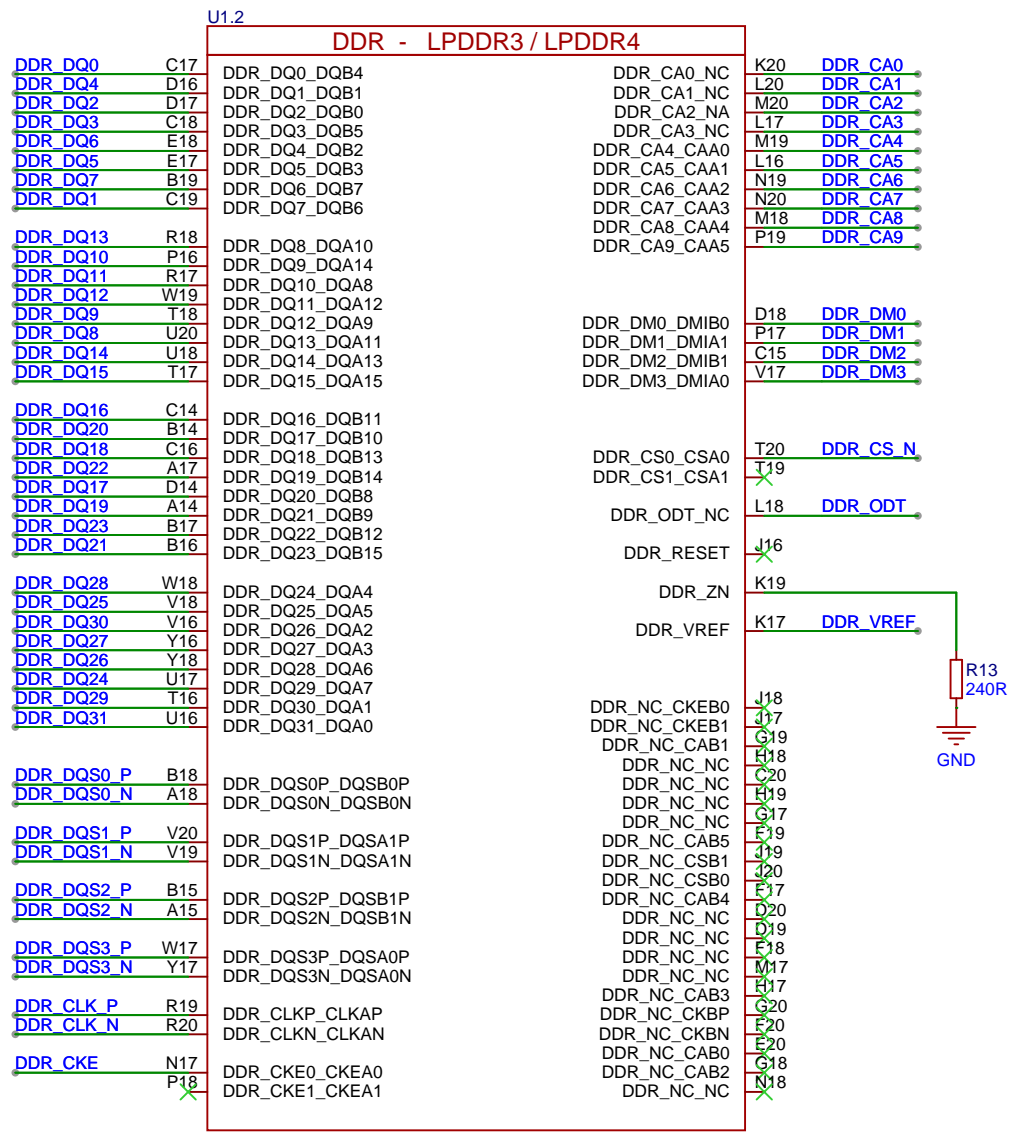 U1.2
DDR - LPDDR3 / LPDDR4
DDR_DQ0 C17 DDR_DQ0_DQB4 DDR_CA0_NC K20 DDR_CA0
DDR_DQ4 D16 DDR_DQ1_DQB1 DDR_CA1_NC L20 DDR_CA1
DDR_DQ2 D17 DDR_DQ2_DQB0 DDR_CA2_NA M20 DDR_CA2
DDR_DQ3 C18 DDR_DQ3_DQB5 DDR_CA3_NC L17 DDR_CA3
DDR_DQ6 E18 DDR_DQ4_DQB2 DDR_CA4_CAA0 M19 DDR_CA4
DDR_DQ5 E17 DDR_DQ5_DQB3 DDR_CA5_CAA1 L16 DDR_CA5
DDR_DQ7 B19 DDR_DQ6_DQB7 DDR_CA6_CAA2 N19 DDR_CA6
DDR_DQ1 C19 DDR_DQ7_DQB6 DDR_CA7_CAA3 N20 DDR_CA7
DDR_CA8_CAA4 M18 DDR_CA8
DDR_DQ13 R18 DDR_DQ8_DQA10 DDR_CA9_CAA5 P19 DDR_CA9
DDR_DQ10 P16 DDR_DQ9_DQA14
DDR_DQ11 R17 DDR_DQ10_DQA8
DDR_DQ12 W19 DDR_DQ11_DQA12
DDR_DQ9 T18 DDR_DQ12_DQA9 DDR_DM0_DMIB0 D18 DDR_DM0
DDR_DQ8 U20 DDR_DQ13_DQA11 DDR_DM1_DMIA1 P17 DDR_DM1
DDR_DQ14 U18 DDR_DQ14_DQA13 DDR_DM2_DMIB1 C15 DDR_DM2
DDR_DQ15 T17 DDR_DQ15_DQA15 DDR_DM3_DMIA0 V17 DDR_DM3
DDR_DQ16 C14 DDR_DQ16_DQB11
DDR_DQ20 B14 DDR_DQ17_DQB10
DDR_DQ18 C16 DDR_DQ18_DQB13 DDR_CS0_CSA0 T20 DDR_CS_N
DDR_DQ22 A17 DDR_DQ19_DQB14 DDR_CS1_CSA1 T19
DDR_DQ17 D14 DDR_DQ20_DQB8
DDR_DQ19 A14 DDR_DQ21_DQB9 DDR_ODT_NC L18 DDR_ODT
DDR_DQ23 B17 DDR_DQ22_DQB12
DDR_DQ21 B16 DDR_DQ23_DQB15 DDR_RESET J16
DDR_DQ28 W18 DDR_DQ24_DQA4 DDR_ZN K19
DDR_DQ25 V18 DDR_DQ25_DQA5
DDR_DQ30 V16 DDR_DQ26_DQA2 DDR_VREF K17 DDR_VREF
DDR_DQ27 Y16 DDR_DQ27_DQA3
DDR_DQ26 Y18 DDR_DQ28_DQA6 R13
DDR_DQ24 U17 DDR_DQ29_DQA7 240R
DDR_DQ29 T16 DDR_DQ30_DQA1 DDR_NC_CKEB0 J18
DDR_DQ31 U16 DDR_DQ31_DQA0 DDR_NC_CKEB1 J17
DDR_NC_CAB1 G19
GND
DDR_NC_NC H18
DDR_DQS0_P B18 DDR_DQS0P_DQSB0P DDR_NC_NC C20
DDR_DQS0_N A18 DDR_DQS0N_DQSB0N DDR_NC_NC H19
DDR_NC_NC G17
DDR_DQS1_P V20 DDR_DQS1P_DQSA1P DDR_NC_CAB5 F19
DDR_DQS1_N V19 DDR_DQS1N_DQSA1N DDR_NC_CSB1 J19
DDR_NC_CSB0 J20
DDR_DQS2_P B15 DDR_DQS2P_DQSB1P DDR_NC_CAB4 F17
DDR_DQS2_N A15 DDR_DQS2N_DQSB1N DDR_NC_NC D20
DDR_NC_NC D19
DDR_DQS3_P W17 DDR_DQS3P_DQSA0P DDR_NC_NC F18
DDR_DQS3_N Y17 DDR_DQS3N_DQSA0N DDR_NC_NC M17
DDR_NC_CAB3 H17
DDR_CLK_P R19 DDR_CLKP_CLKAP DDR_NC_CKBP G20
DDR_CLK_N R20 DDR_CLKN_CLKAN DDR_NC_CKBN F20
DDR_NC_CAB0 E20
DDR_CKE N17 DDR_CKE0_CKEA0 DDR_NC_CAB2 G18
P18 DDR_CKE1_CKEA1 DDR_NC_NC N18